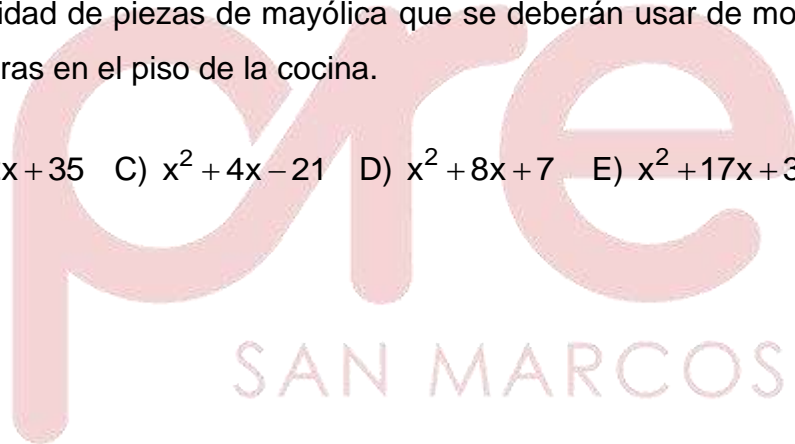 idad de piezas de mayólica que se deberán usar de mo
ras en el piso de la cocina.
x + 35 C) x² + 4x − 21 D) x² + 8x + 7 E) x² + 17x + 3
pre
SAN MARCOS